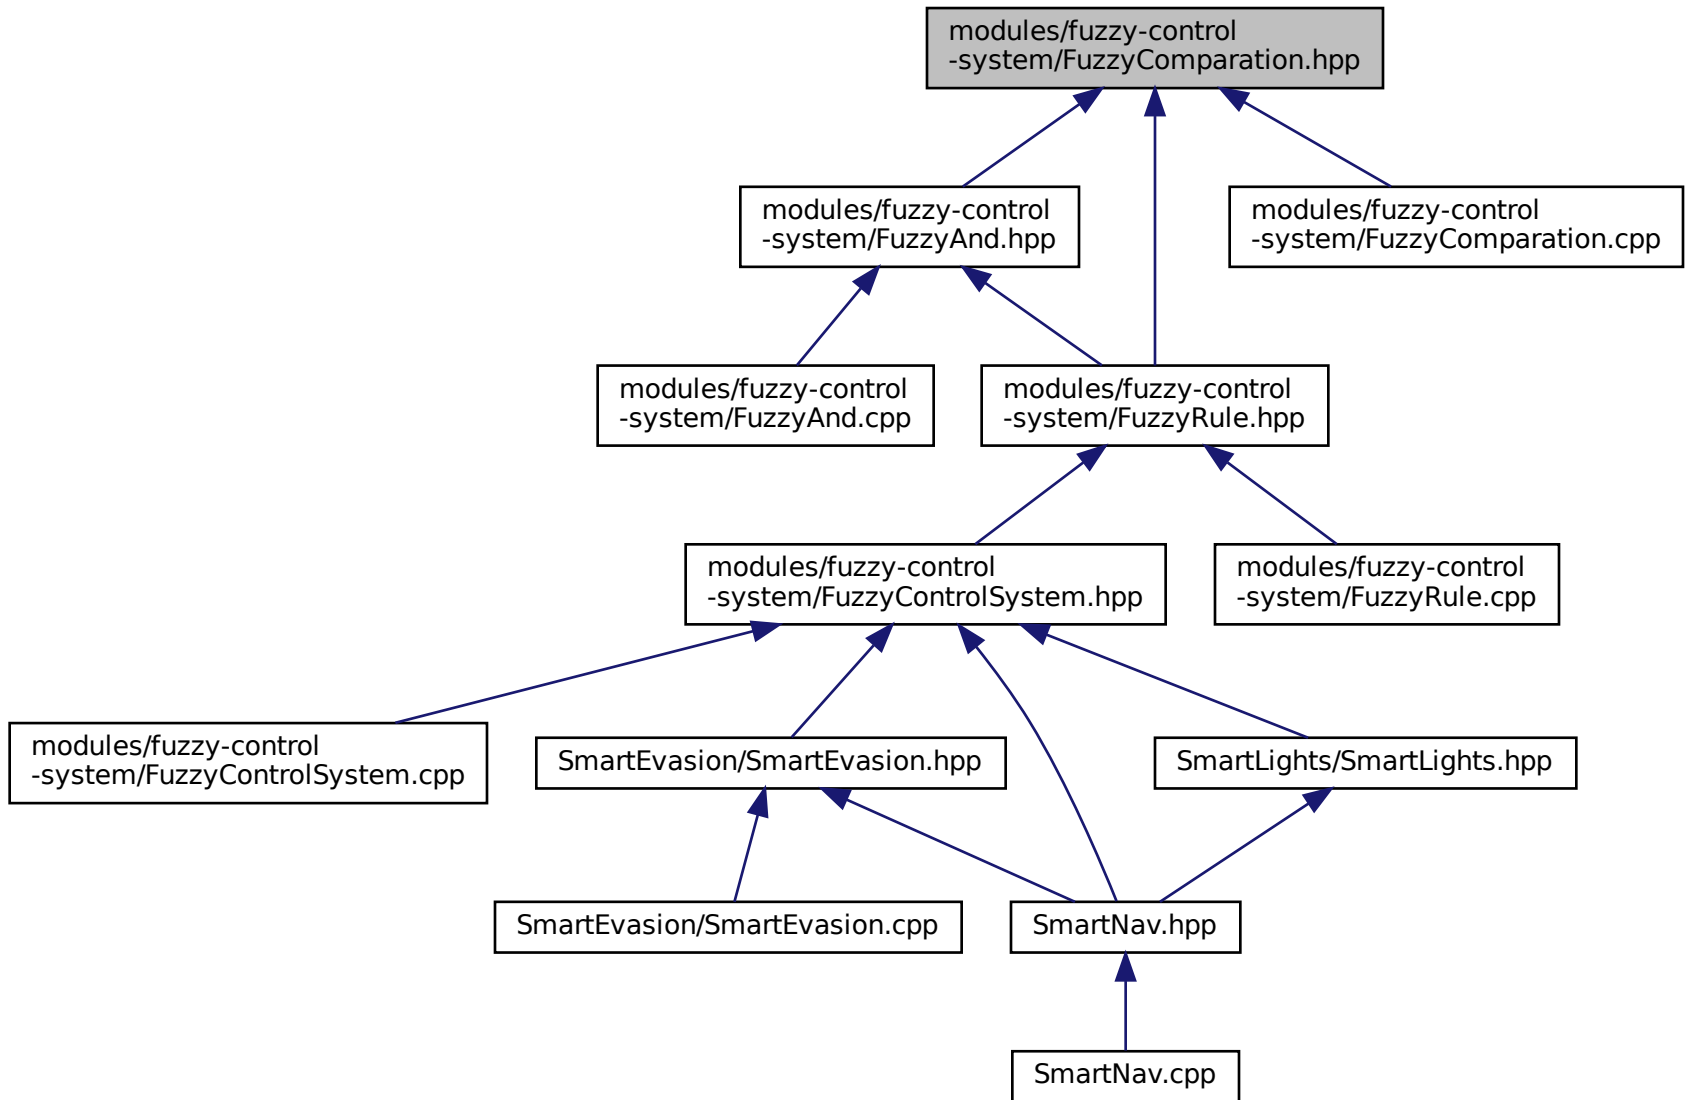 modules/fuzzy-control
-system/FuzzyComparation.hpp
modules/fuzzy-control
-system/FuzzyAnd.hpp
modules/fuzzy-control
-system/FuzzyComparation.cpp
modules/fuzzy-control
-system/FuzzyAnd.cpp
modules/fuzzy-control
-system/FuzzyRule.hpp
modules/fuzzy-control
-system/FuzzyControlSystem.hpp
modules/fuzzy-control
-system/FuzzyRule.cpp
modules/fuzzy-control
-system/FuzzyControlSystem.cpp
SmartEvasion/SmartEvasion.hpp
SmartLights/SmartLights.hpp
SmartEvasion/SmartEvasion.cpp
SmartNav.hpp
SmartNav.cpp